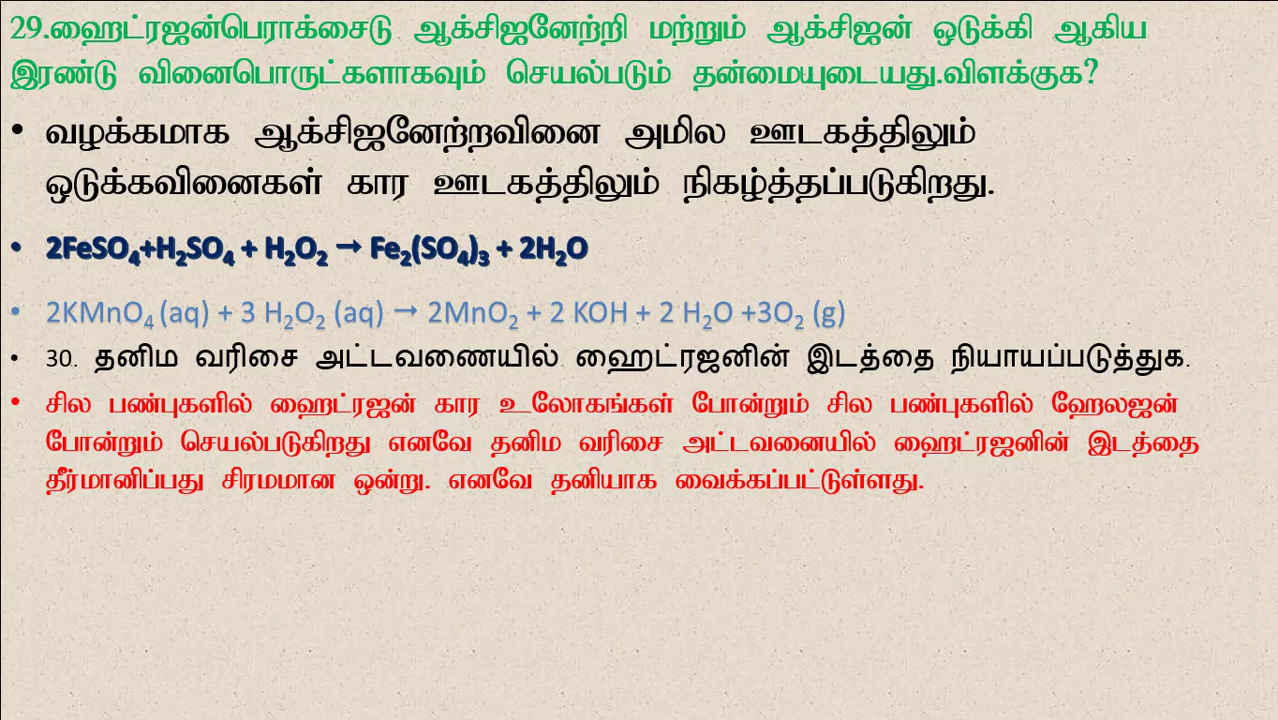 29.ஹைட்ரஜன்பெராக்சைடு ஆக்சிஜனேற்றி மற்றும் ஆக்சிஜன் ஒடுக்கி ஆகிய
இரண்டு வினைபொருட்களாகவும் செயல்படும் தன்மையுடையது.விளக்குக?
• வழக்கமாக ஆக்சிஜனேற்றவினை அமில ஊடகத்திலும்
ஒடுக்கவினைகள் கார ஊடகத்திலும் நிகழ்த்தப்படுகிறது.
• 2FeSO₄+H₂SO₄ + H₂O₂ → Fe₂(SO₄)₃ + 2H₂O
• 2KMnO₄ (aq) + 3 H₂O₂ (aq) → 2MnO₂ + 2 KOH + 2 H₂O +3O₂ (g)
• 30. தனிம வரிசை அட்டவணையில் ஹைட்ரஜனின் இடத்தை நியாயப்படுத்துக.
• சில பண்புகளில் ஹைட்ரஜன் கார உலோகங்கள் போன்றும் சில பண்புகளில் ஹேலஜன்
போன்றும் செயல்படுகிறது எனவே தனிம வரிசை அட்டவனையில் ஹைட்ரஜனின் இடத்தை
தீர்மானிப்பது சிரமமான ஒன்று. எனவே தனியாக வைக்கப்பட்டுள்ளது.